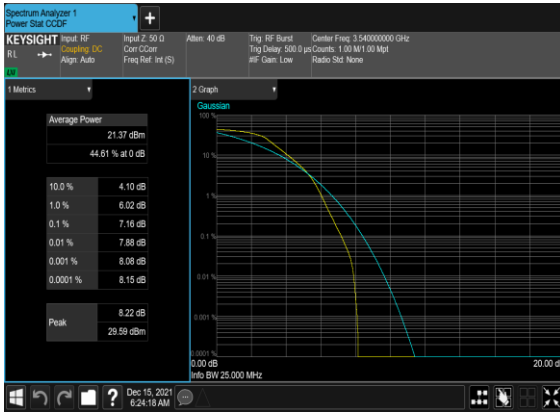 Spectrum Analyzer 1
Power Stat CCDF
KEYSIGHT
RL
Input: RF
Coupling: DC
Align: Auto
Input Z: 50 Ω
Corr CCorr
Freq Ref: Int (S)
Atten: 40 dB
Trig: RF Burst
Trig Delay: 500.0 µs
#IF Gain: Low
Center Freq: 3.540000000 GHz
Counts: 1.00 M/1.00 Mpt
Radio Std: None
1 Metrics
Average Power
21.37 dBm
44.61 % at 0 dB
10.0 % 4.10 dB
1.0 % 6.02 dB
0.1 % 7.16 dB
0.01 % 7.88 dB
0.001 % 8.08 dB
0.0001 % 8.15 dB
Peak
8.22 dB
29.59 dBm
2 Graph
Gaussian
100 %
10 %
1 %
0.1 %
0.01 %
0.001 %
0.0001 %
0.00 dB
20.00 d
Info BW 25.000 MHz
?
Dec 15, 2021
6:24:18 AM